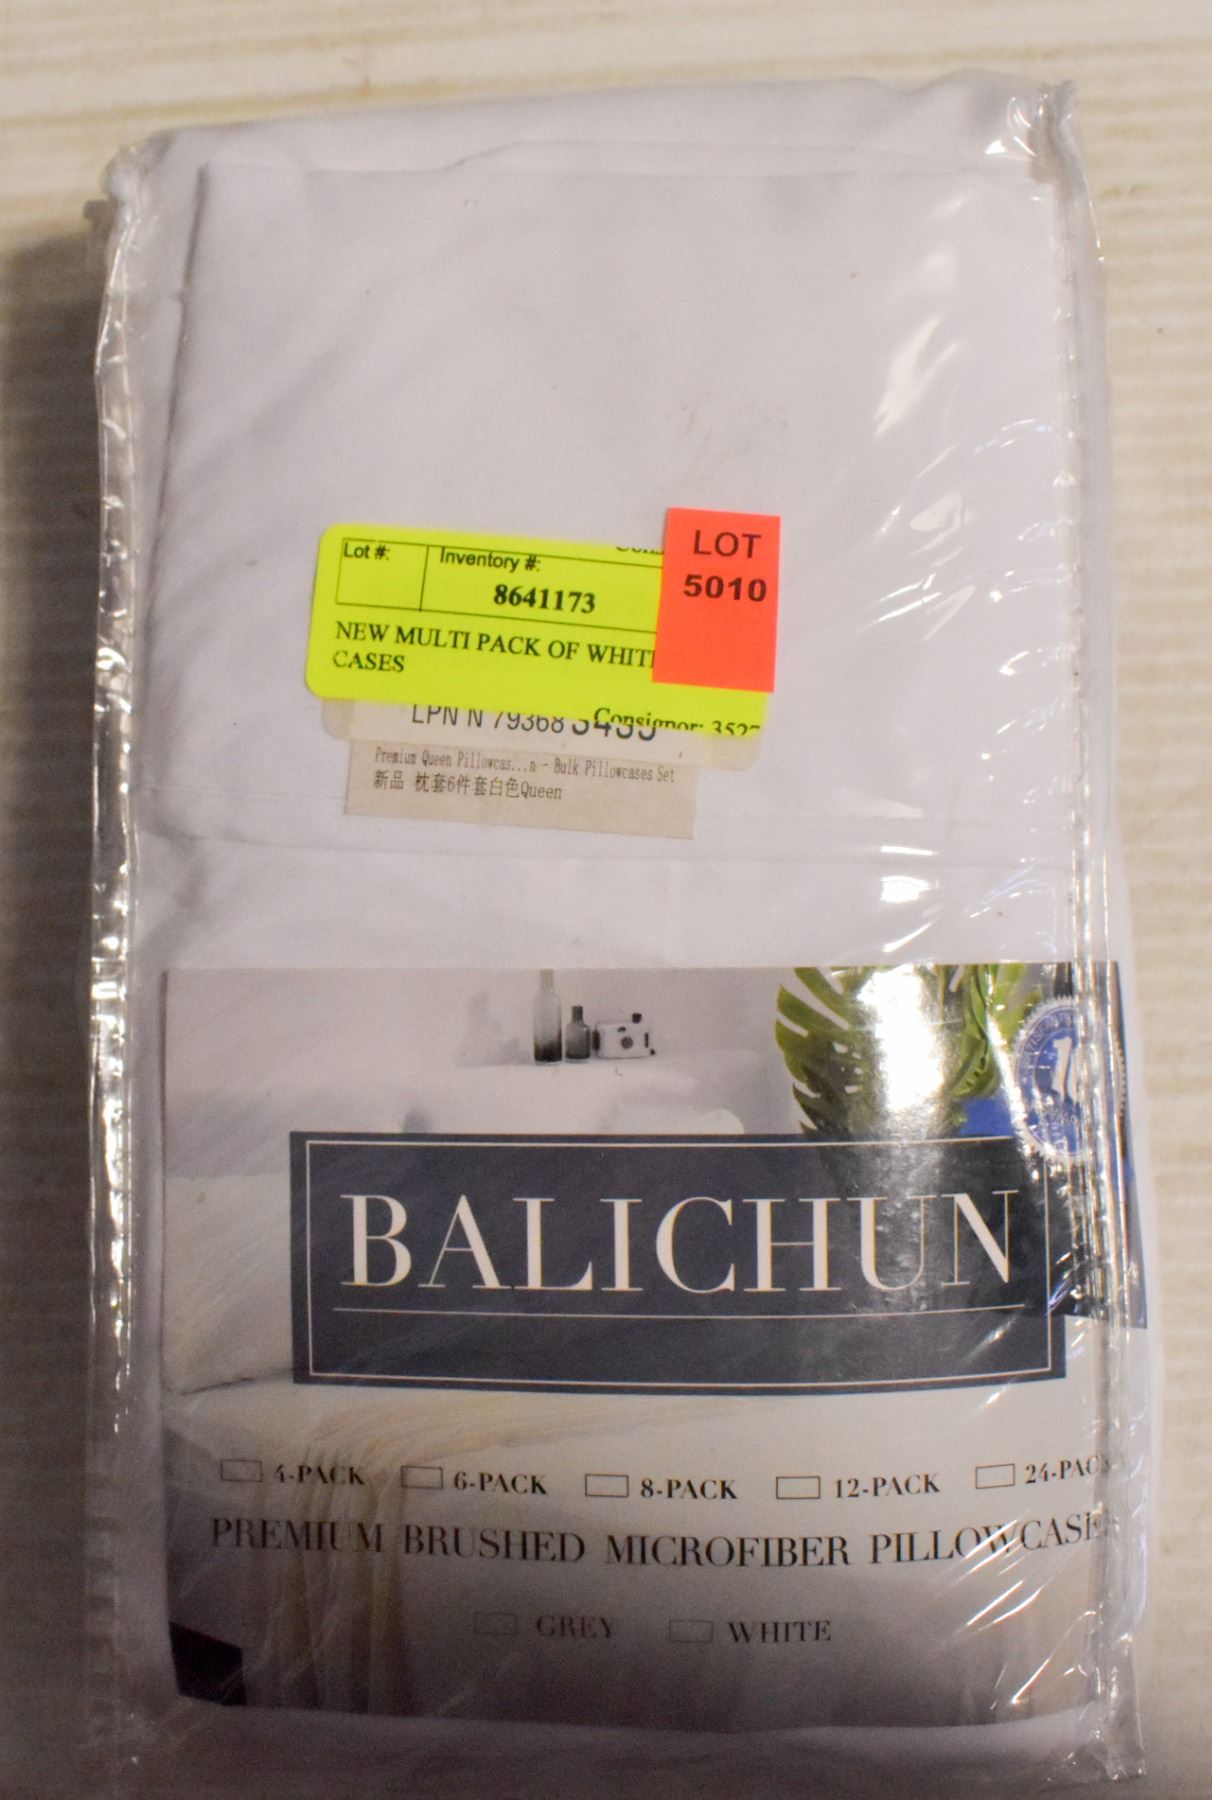 Lot #:
Inventory #:
8641173
LOT
5010
NEW MULTI PACK OF WHIT
CASES
Consignor: 3527
LPN N 79368 3435
Premium Queen Pillowcas...n - Bulk Pillowcases Set
新品 枕套6件套白色Queen
BALICHUN
4-PACK 6-PACK 8-PACK 12-PACK 24-PAC
PREMIUM BRUSHED MICROFIBER PILLOWCASE
GREY WHITE